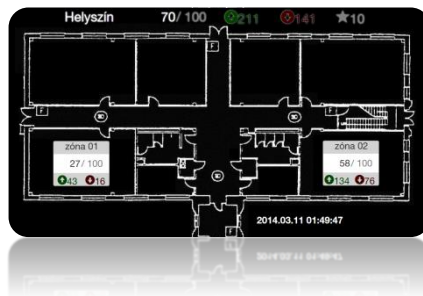 Helyszín 70/ 100 211 141 ★10
F
F
F
zóna 01
27/ 100
43 16
zóna 02
58/ 100
134 76
F
2014.03.11 01:49:47